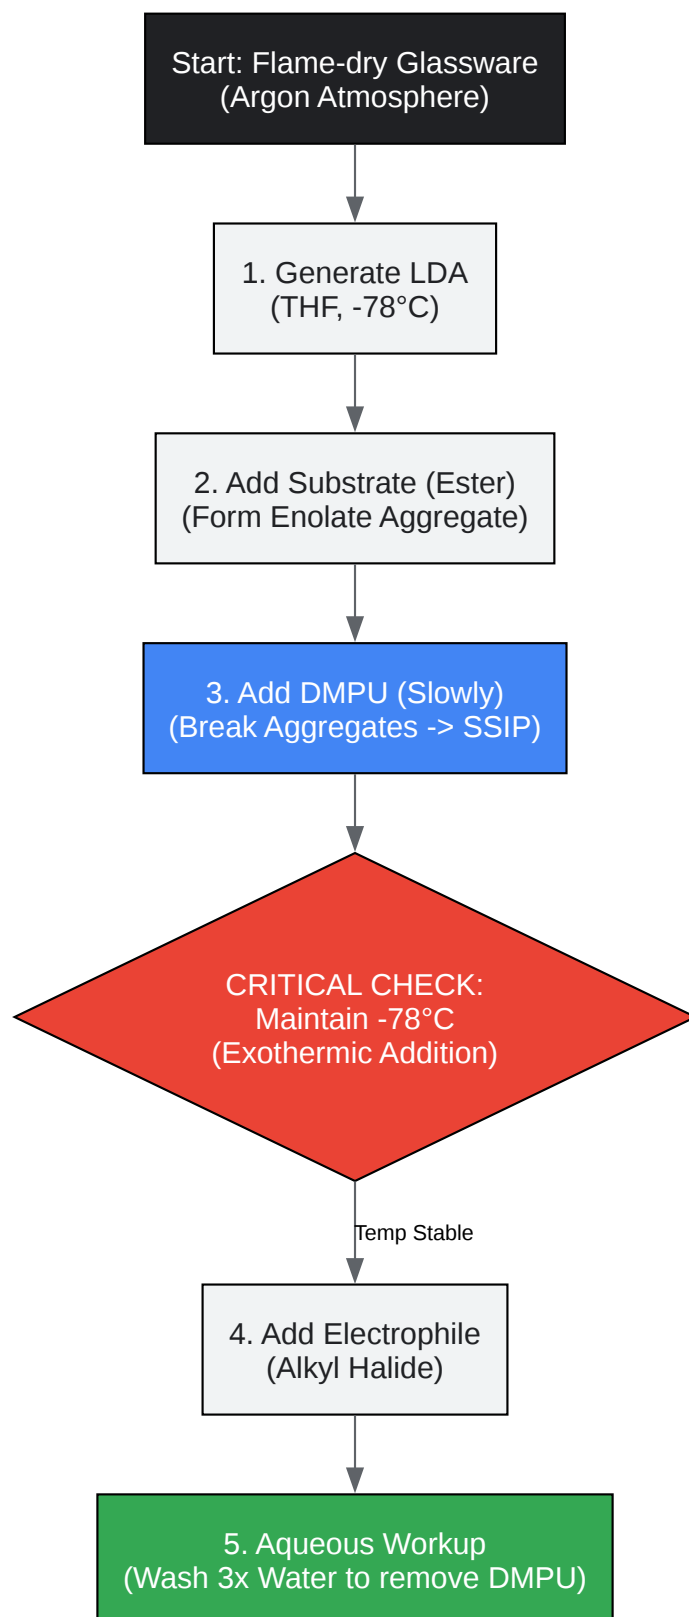 Start: Flame-dry Glassware
(Argon Atmosphere)
1. Generate LDA
(THF, -78°C)
2. Add Substrate (Ester)
(Form Enolate Aggregate)
3. Add DMPU (Slowly)
(Break Aggregates -> SSIP)
CRITICAL CHECK:
Maintain -78°C
(Exothermic Addition)
Temp Stable
4. Add Electrophile
(Alkyl Halide)
5. Aqueous Workup
(Wash 3x Water to remove DMPU)